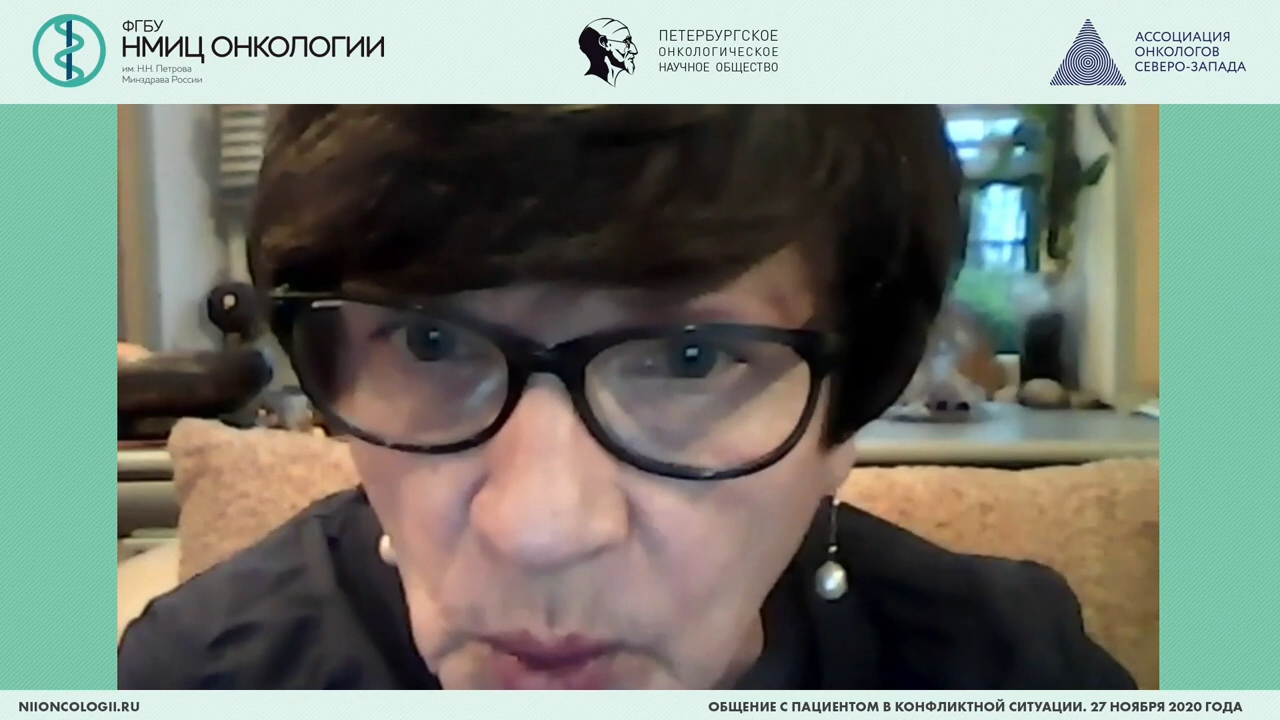 ФГБУ
НМИЦ ОНКОЛОГИИ
им. Н.Н. Петрова
Минздрава России
ПЕТЕРБУРГСКОЕ
ОНКОЛОГИЧЕСКОЕ
НАУЧНОЕ ОБЩЕСТВО
АССОЦИАЦИЯ
ОНКОЛОГОВ
СЕВЕРО-ЗАПАДА
NIIONCOLOGII.RU
ОБЩЕНИЕ С ПАЦИЕНТОМ В КОНФЛИКТНОЙ СИТУАЦИИ. 27 НОЯБРЯ 2020 ГОДА